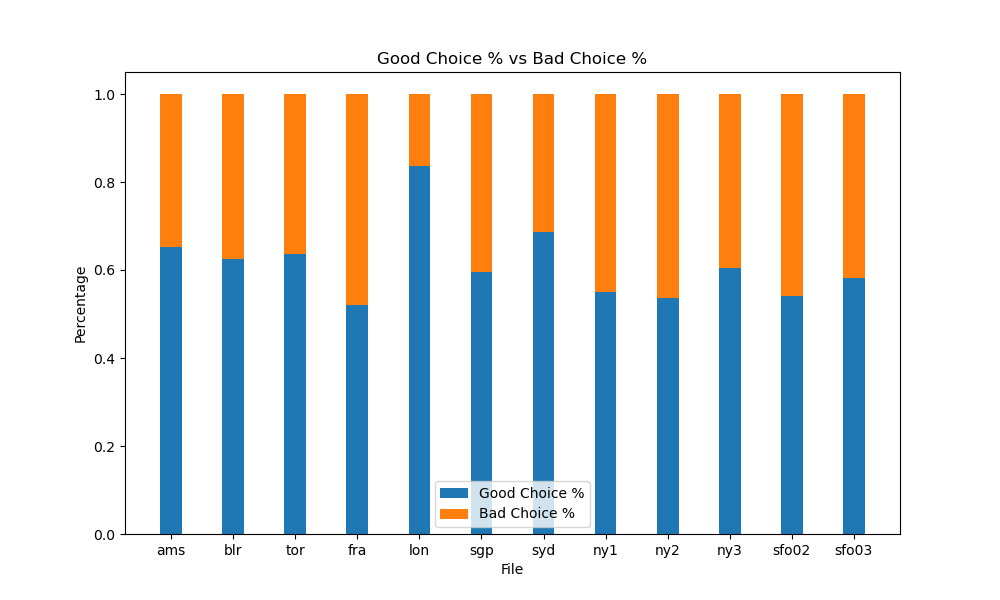 Good Choice % vs Bad Choice %
Percentage
1.0
0.8
0.6
0.4
0.2
0.0
Good Choice %
Bad Choice %
ams blr tor fra lon sgp syd ny1 ny2 ny3 sfo02 sfo03
File